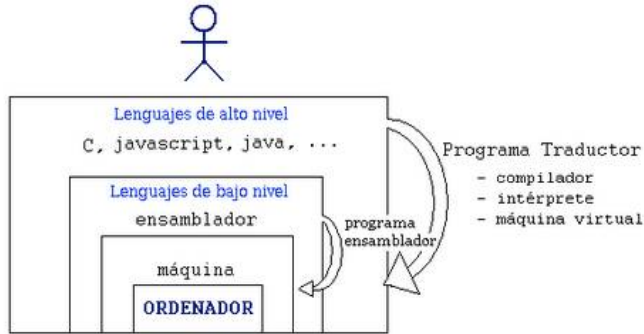 Lenguajes de alto nivel
C, javascript, java, ...
Programa Traductor
- compilador
- intérprete
- máquina virtual
Lenguajes de bajo nivel
ensamblador
programa
ensamblador
máquina
ORDENADOR